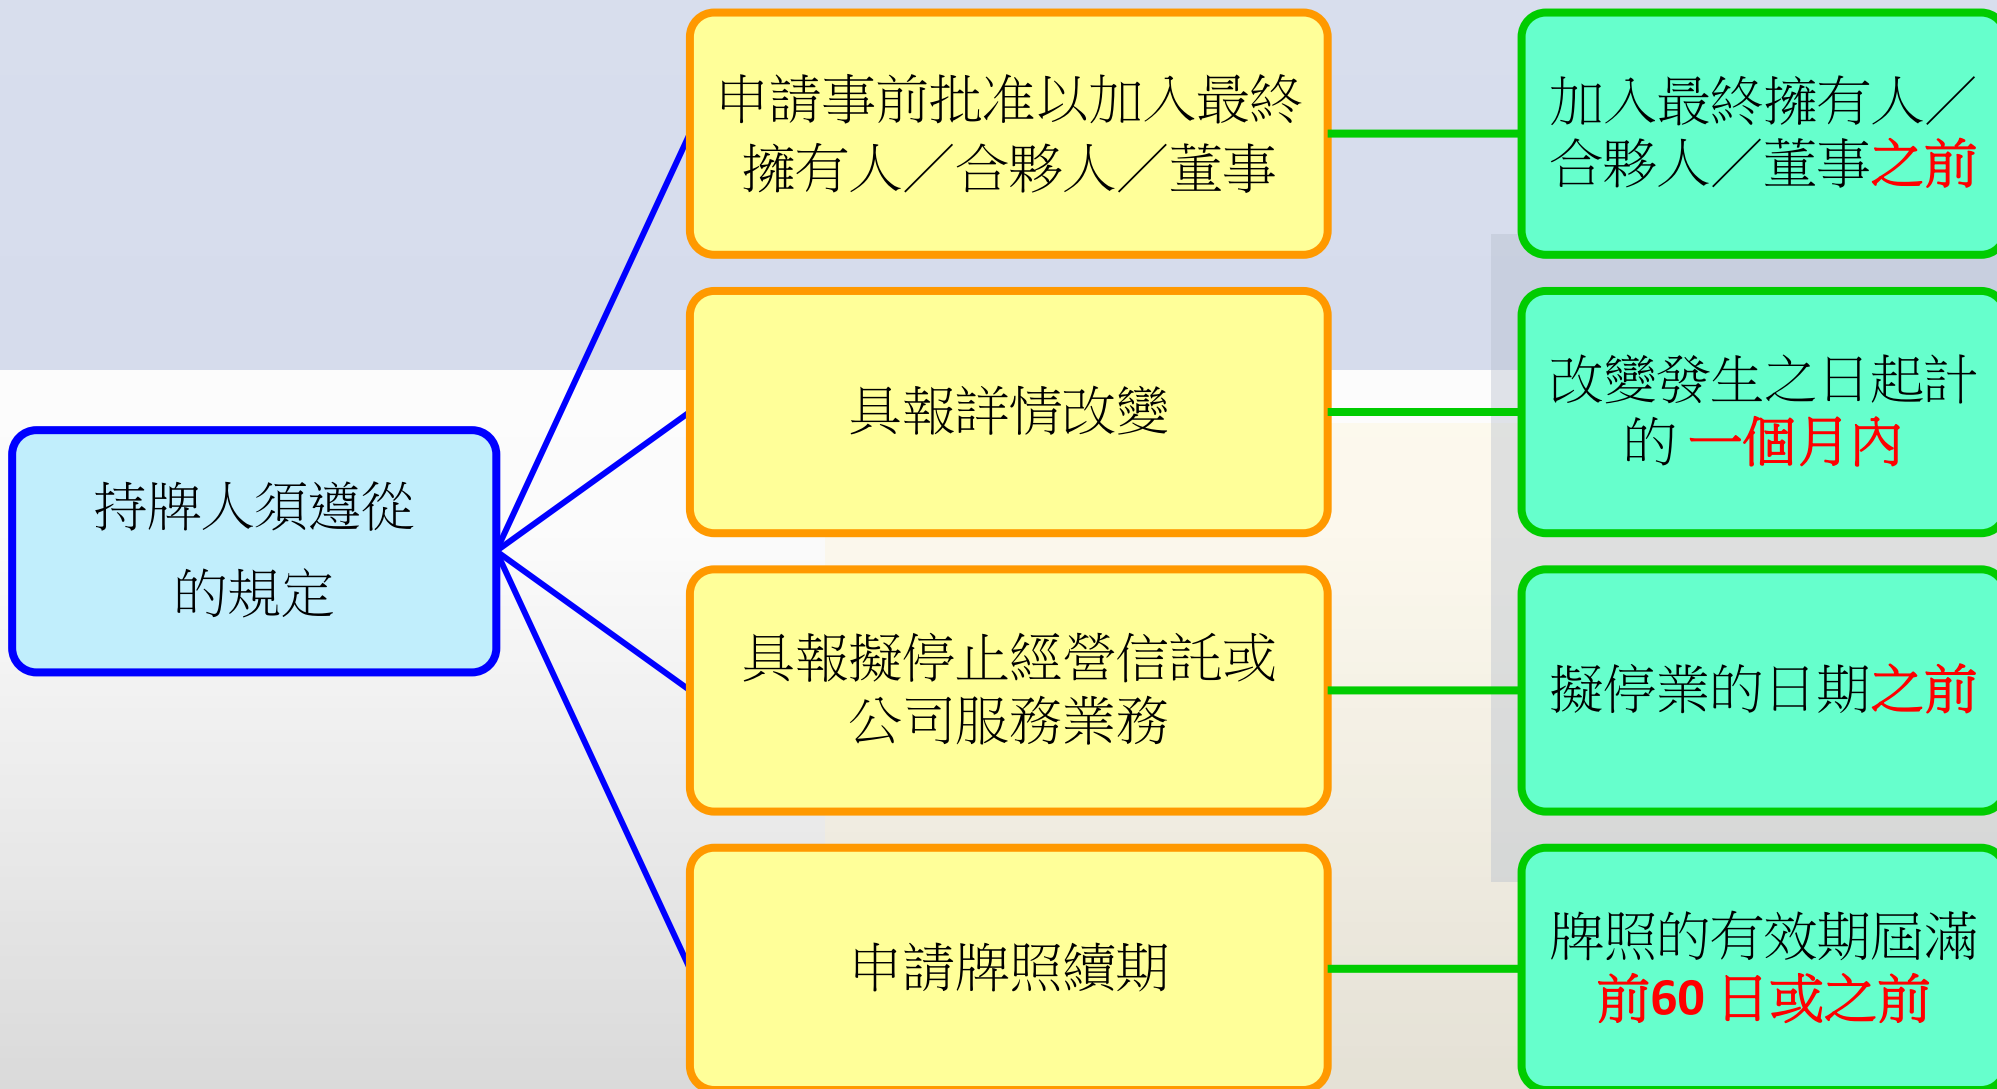 持牌人須遵從
的規定
申請事前批准以加入最終
擁有人／合夥人／董事
加入最終擁有人／
合夥人／董事之前
具報詳情改變
改變發生之日起計
的 一個月內
具報擬停止經營信託或
公司服務業務
擬停業的日期之前
申請牌照續期
牌照的有效期屆滿
前60 日或之前